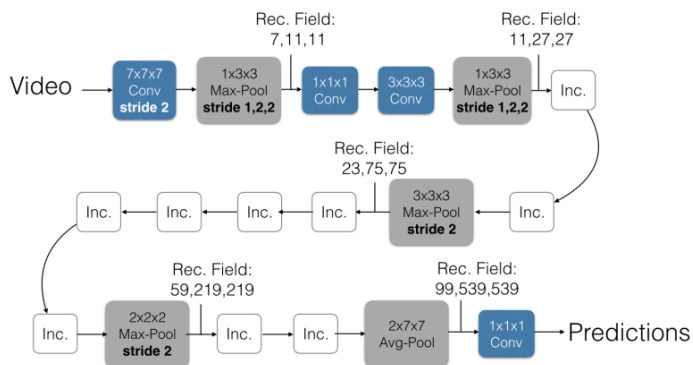 Rec. Field:
7,11,11
Rec. Field:
11,27,27
Video
7x7x7
Conv
stride 2
1x3x3
Max-Pool
stride 1,2,2
1x1x1
Conv
3x3x3
Conv
1x3x3
Max-Pool
stride 1,2,2
Inc.
Rec. Field:
23,75,75
Inc.
Inc.
Inc.
Inc.
3x3x3
Max-Pool
stride 2
Inc.
Rec. Field:
59,219,219
Rec. Field:
99,539,539
Inc.
2x2x2
Max-Pool
stride 2
Inc.
Inc.
2x7x7
Avg-Pool
1x1x1
Conv
Predictions